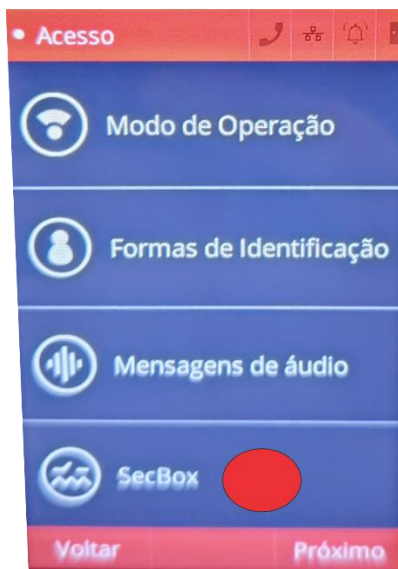 Acesso
Modo de Operação
Formas de Identificação
Mensagens de áudio
SecBox
Voltar
Próximo